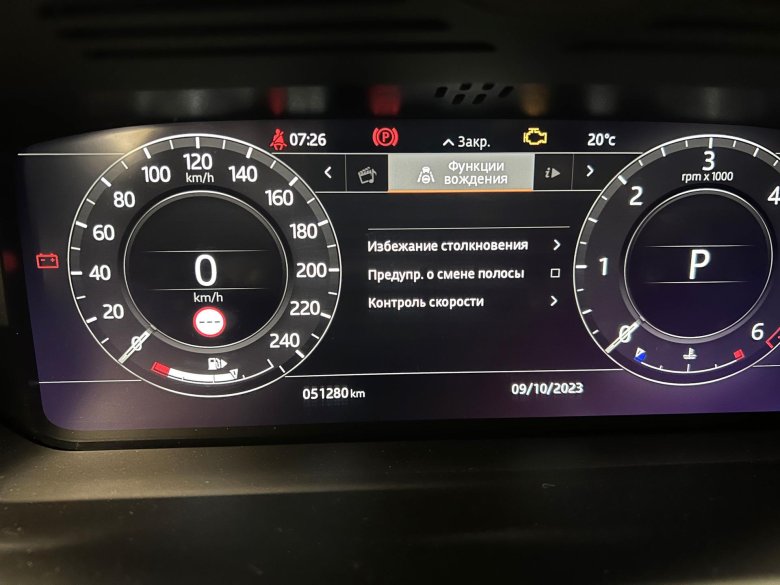 07:26
P
Закр.
20°C
Функции
вождения
i
0
20
40
60
80
100
120
km/h
140
160
180
200
220
240
0
km/h
---
Избежание столкновения
Предупр. о смене полосы
Контроль скорости
0
1
2
3
rpm x 1000
4
6
P
051280 km
09/10/2023